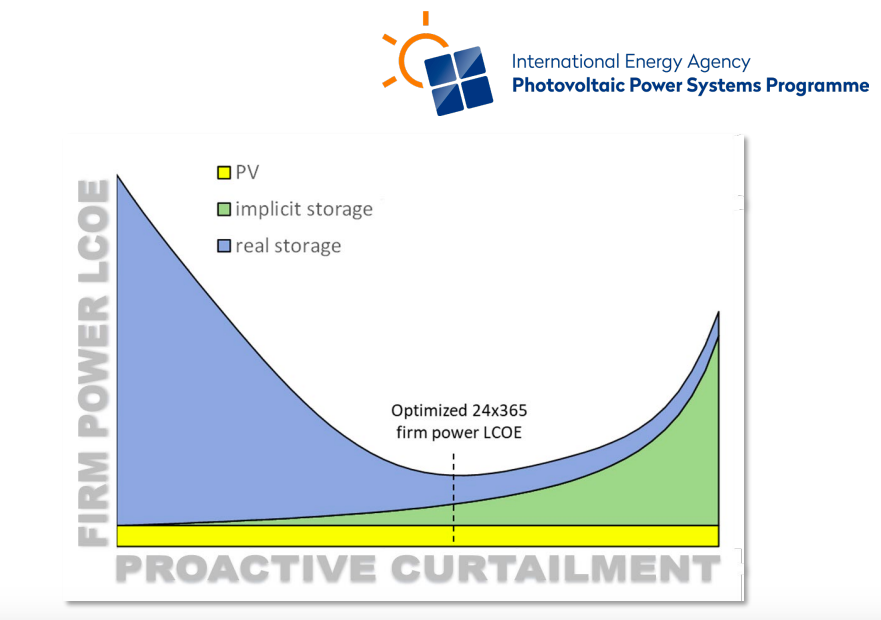 International Energy Agency
Photovoltaic Power Systems Programme
PV
implicit storage
real storage
FIRM POWER LCOE
Optimized 24x365
firm power LCOE
PROACTIVE CURTAILMENT